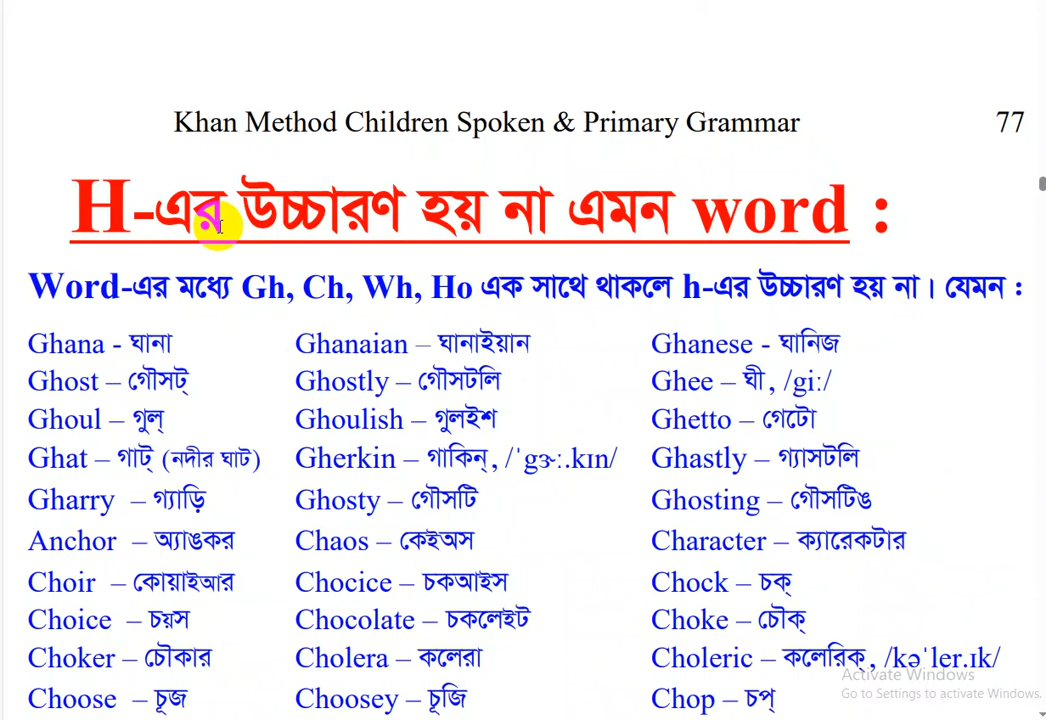 Khan Method Children Spoken & Primary Grammar 77
H-এর উচ্চারণ হয় না এমন word :
Word-এর মধ্যে Gh, Ch, Wh, Ho এক সাথে থাকলে h-এর উচ্চারণ হয় না। যেমন :
Ghana - ঘানা Ghanaian – ঘানাইয়ান Ghanese - ঘানিজ
Ghost – গৌসট্ Ghostly – গৌসটলি Ghee – ঘী, /giː/
Ghoul – গুল্ Ghoulish – গুলইশ Ghetto – গেটো
Ghat – গাট্ (নদীর ঘাট) Gherkin – গাকিন্, /ˈgɝː.kɪn/ Ghastly – গ্যাসটলি
Gharry – গ্যাড়ি Ghosty – গৌসটি Ghosting – গৌসটিঙ
Anchor – অ্যাঙকর Chaos – কেইঅস Character – ক্যারেকটার
Choir – কোয়াইআর Chocice – চকআইস Chock – চক্
Choice – চয়স Chocolate – চকলেইট Choke – চৌক্
Choker – চৌকার Cholera – কলেরা Choleric – কলেরিক্, /kəˈler.ɪk/
Activate Windows
Go to Settings to activate Windows.
Choose – চূজ Choosey – চূজি Chop – চপ্